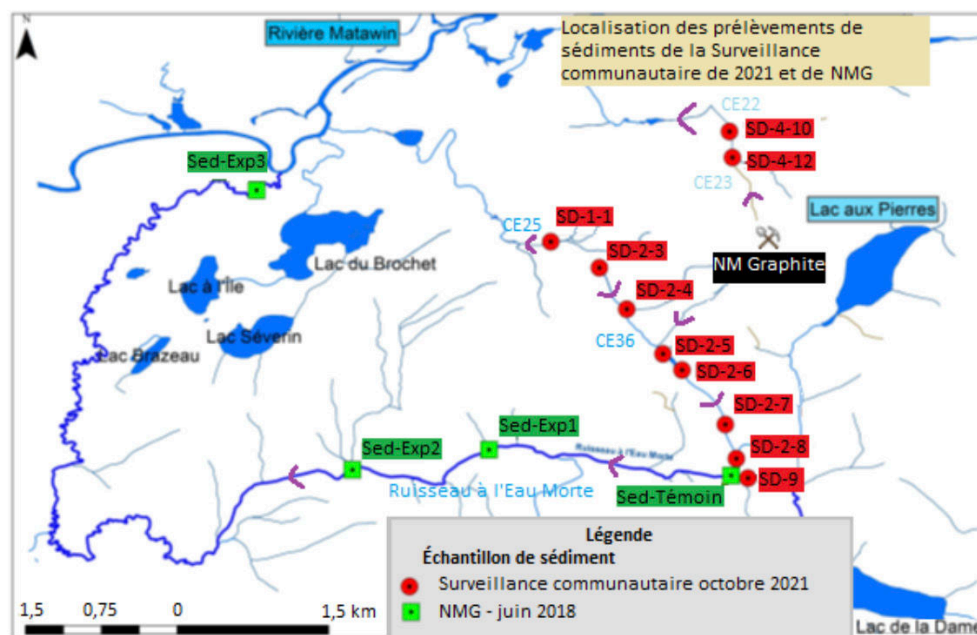 N
Rivière Matawin
Localisation des prélèvements de
sédiments de la Surveillance
communautaire de 2021 et de NMG
CE22
SD-4-10
SD-4-12
Sed-Exp3
CE23
Lac aux Pierres
CE25
SD-1-1
SD-2-3
NM Graphite
Lac du Brochet
Lac à l'Île
SD-2-4
Lac Séverin
CE36
SD-2-5
Lac Brazeau
SD-2-6
SD-2-7
Sed-Exp1
Sed-Exp2
Ruisseau à l'Eau Morte
SD-2-8
Ruisseau à l'Eau Morte
Sed-Témoin
SD-9
Légende
Échantillon de sédiment
Surveillance communautaire octobre 2021
NMG - juin 2018
1,5 0,75 0 1,5 km
Lac de la Dame